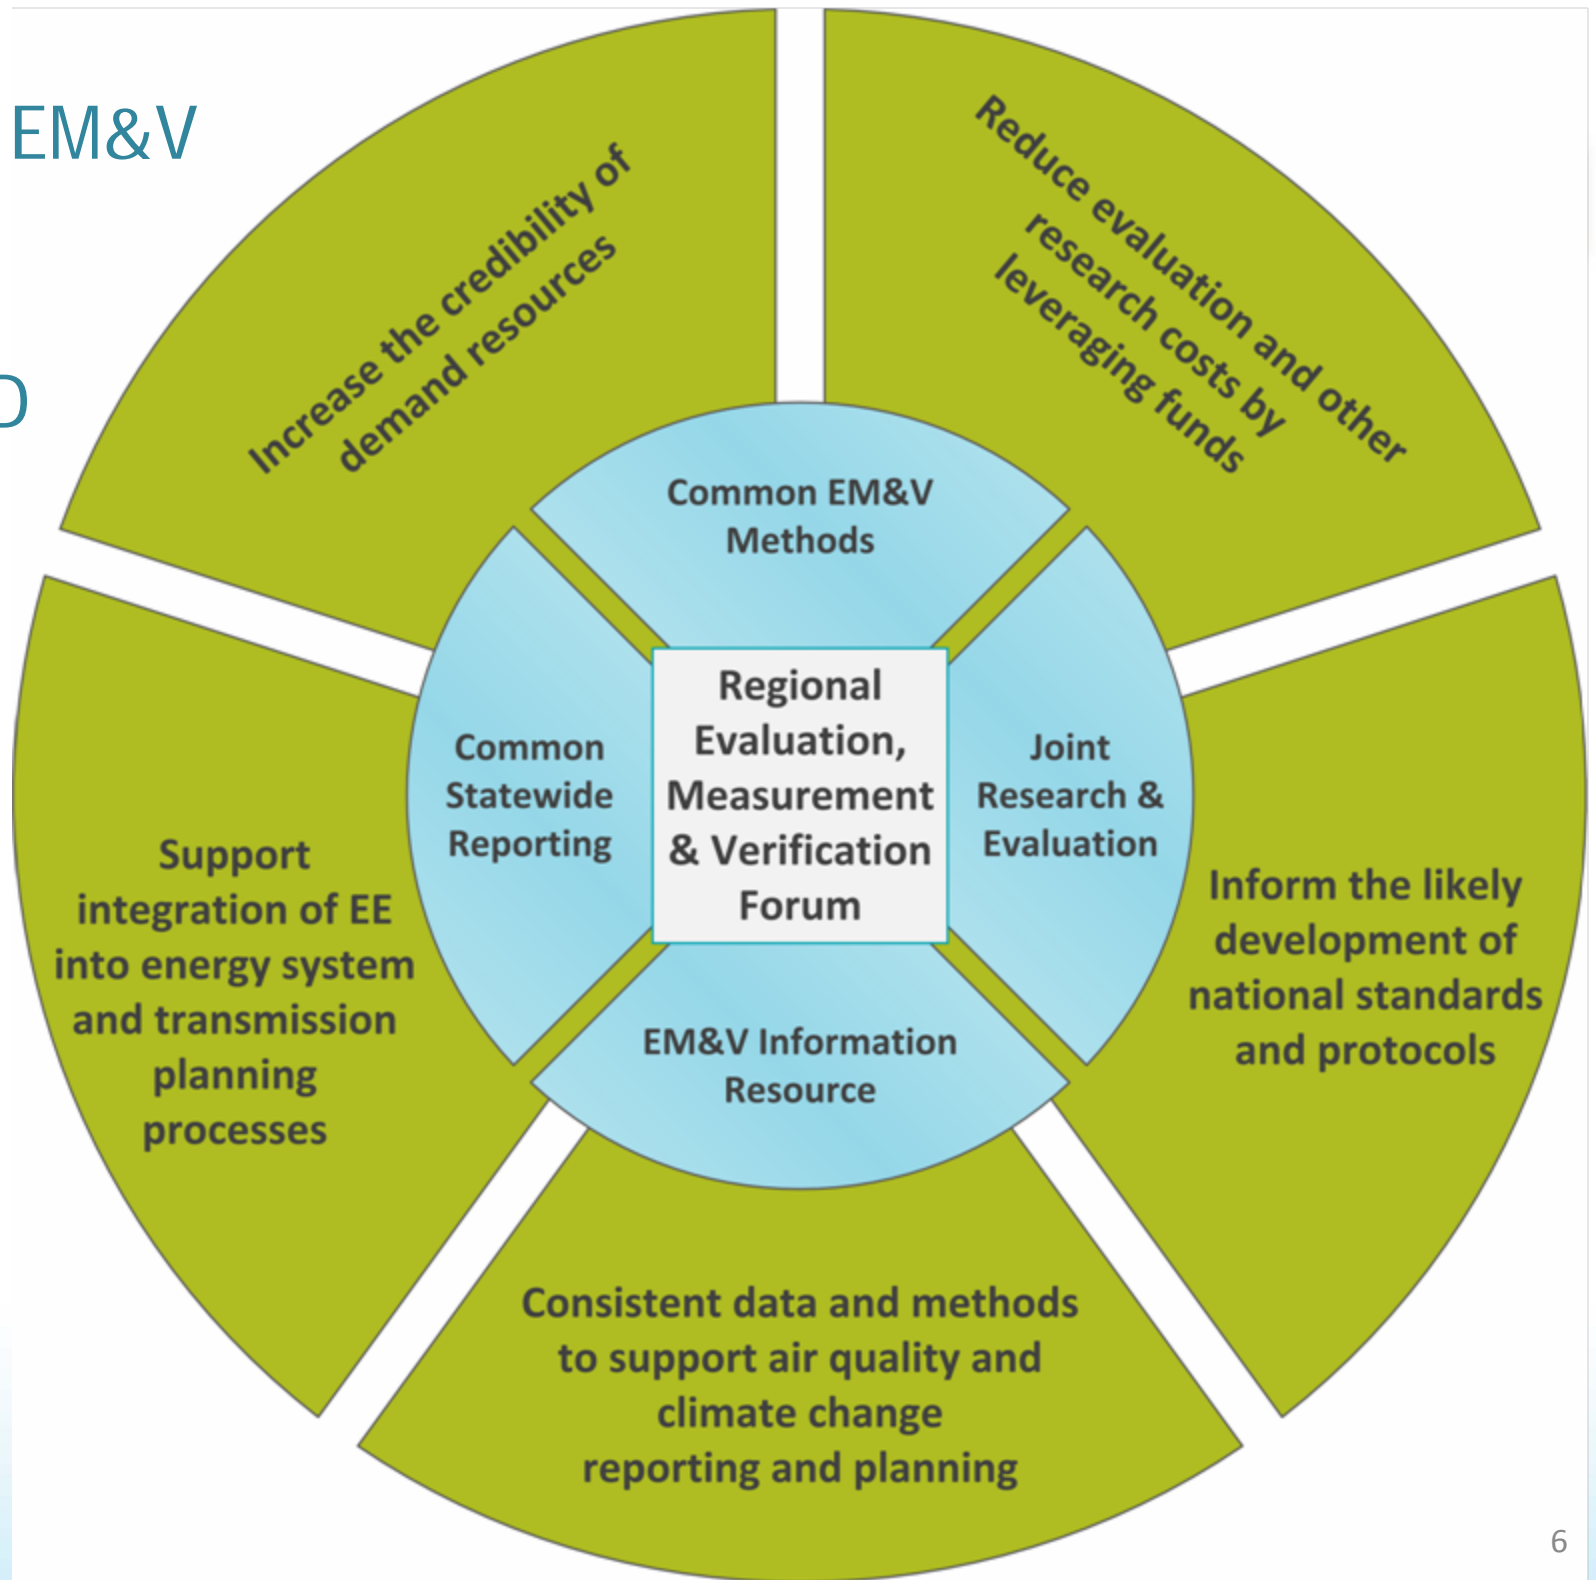 EM&V
D
Increase the credibility of
demand resources
Reduce evaluation and other
research costs by
leveraging funds
Common EM&V
Methods
Common
Statewide
Reporting
Regional
Evaluation,
Measurement
& Verification
Forum
Joint
Research &
Evaluation
EM&V Information
Resource
Support
integration of EE
into energy system
and transmission
planning
processes
Inform the likely
development of
national standards
and protocols
Consistent data and methods
to support air quality and
climate change
reporting and planning
6